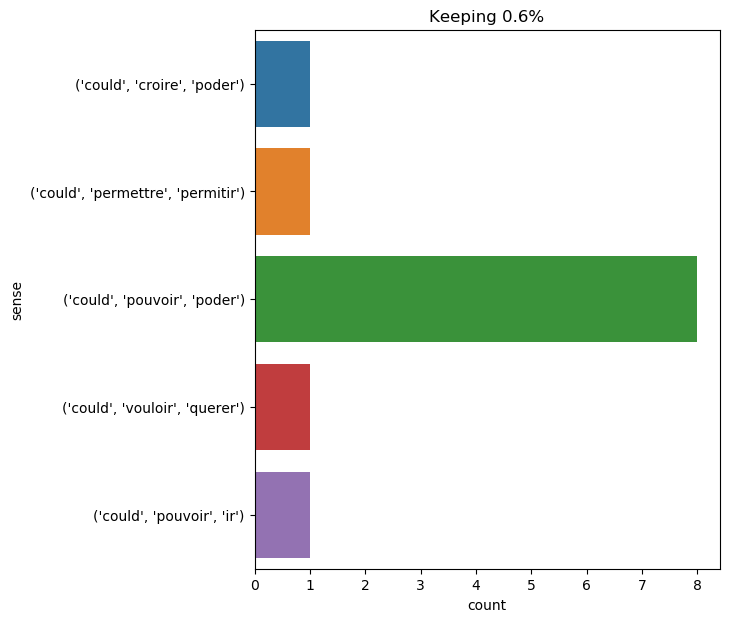 Keeping 0.6%
('could', 'croire', 'poder')
('could', 'permettre', 'permitir')
('could', 'pouvoir', 'poder')
('could', 'vouloir', 'querer')
('could', 'pouvoir', 'ir')
sense
0 1 2 3 4 5 6 7 8
count